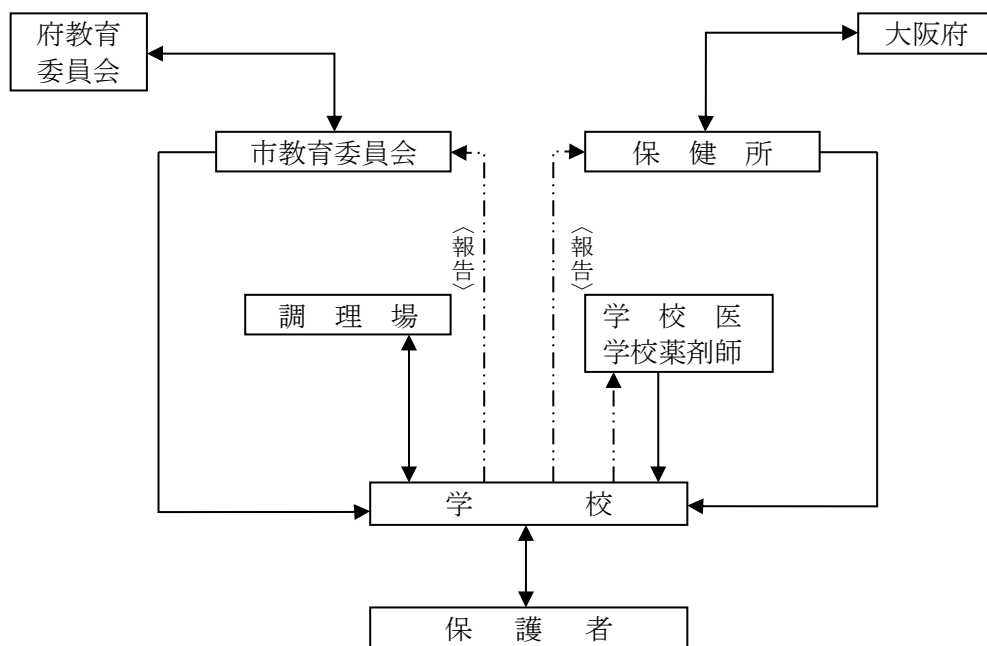 府教育
委員会
大阪府
市教育委員会
保　健　所
〈報告〉
〈報告〉
調　理　場
学　校　医
学校薬剤師
学　　　校
保　護　者